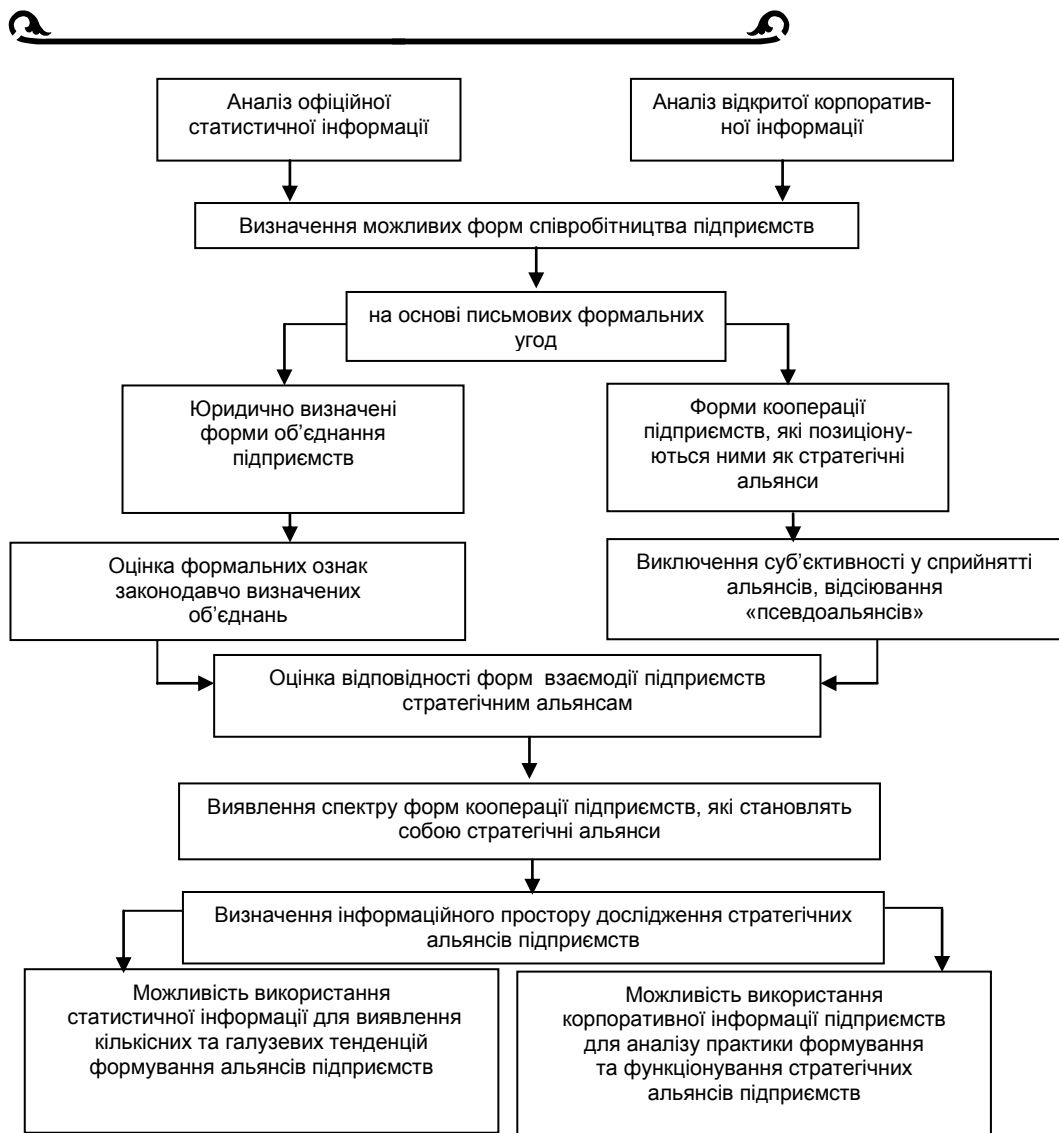 Аналіз офіційної
статистичної інформації
Аналіз відкритої корпоратив-
ної інформації
Визначення можливих форм співробітництва підприємств
на основі письмових формальних
угод
Юридично визначені
форми об’єднання
підприємств
Форми кооперації
підприємств, які позиціону-
ються ними як стратегічні
альянси
Оцінка формальних ознак
законодавчо визначених
об’єднань
Виключення суб’єктивності у сприйнятті
альянсів, відсіювання
«псевдоальянсів»
Оцінка відповідності форм взаємодії підприємств
стратегічним альянсам
Виявлення спектру форм кооперації підприємств, які становлять
собою стратегічні альянси
Визначення інформаційного простору дослідження стратегічних
альянсів підприємств
Можливість використання
статистичної інформації для виявлення
кількісних та галузевих тенденцій
формування альянсів підприємств
Можливість використання
корпоративної інформації підприємств
для аналізу практики формування
та функціонування стратегічних
альянсів підприємств